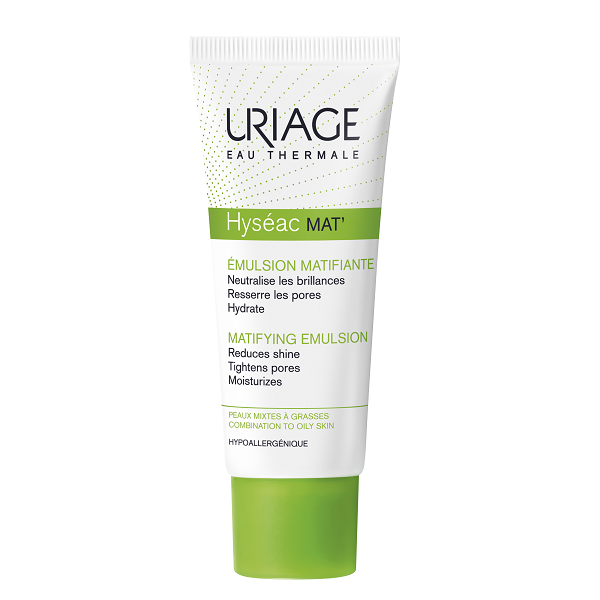 URIAGE
EAU THERMALE
Hyséac MAT'
ÉMULSION MATIFIANTE
Neutralise les brillances
Resserre les pores
Hydrate
MATIFYING EMULSION
Reduces shine
Tightens pores
Moisturizes
PEAUX MIXTES À GRASSES
COMBINATION TO OILY SKIN
HYPOALLERGÉNIQUE